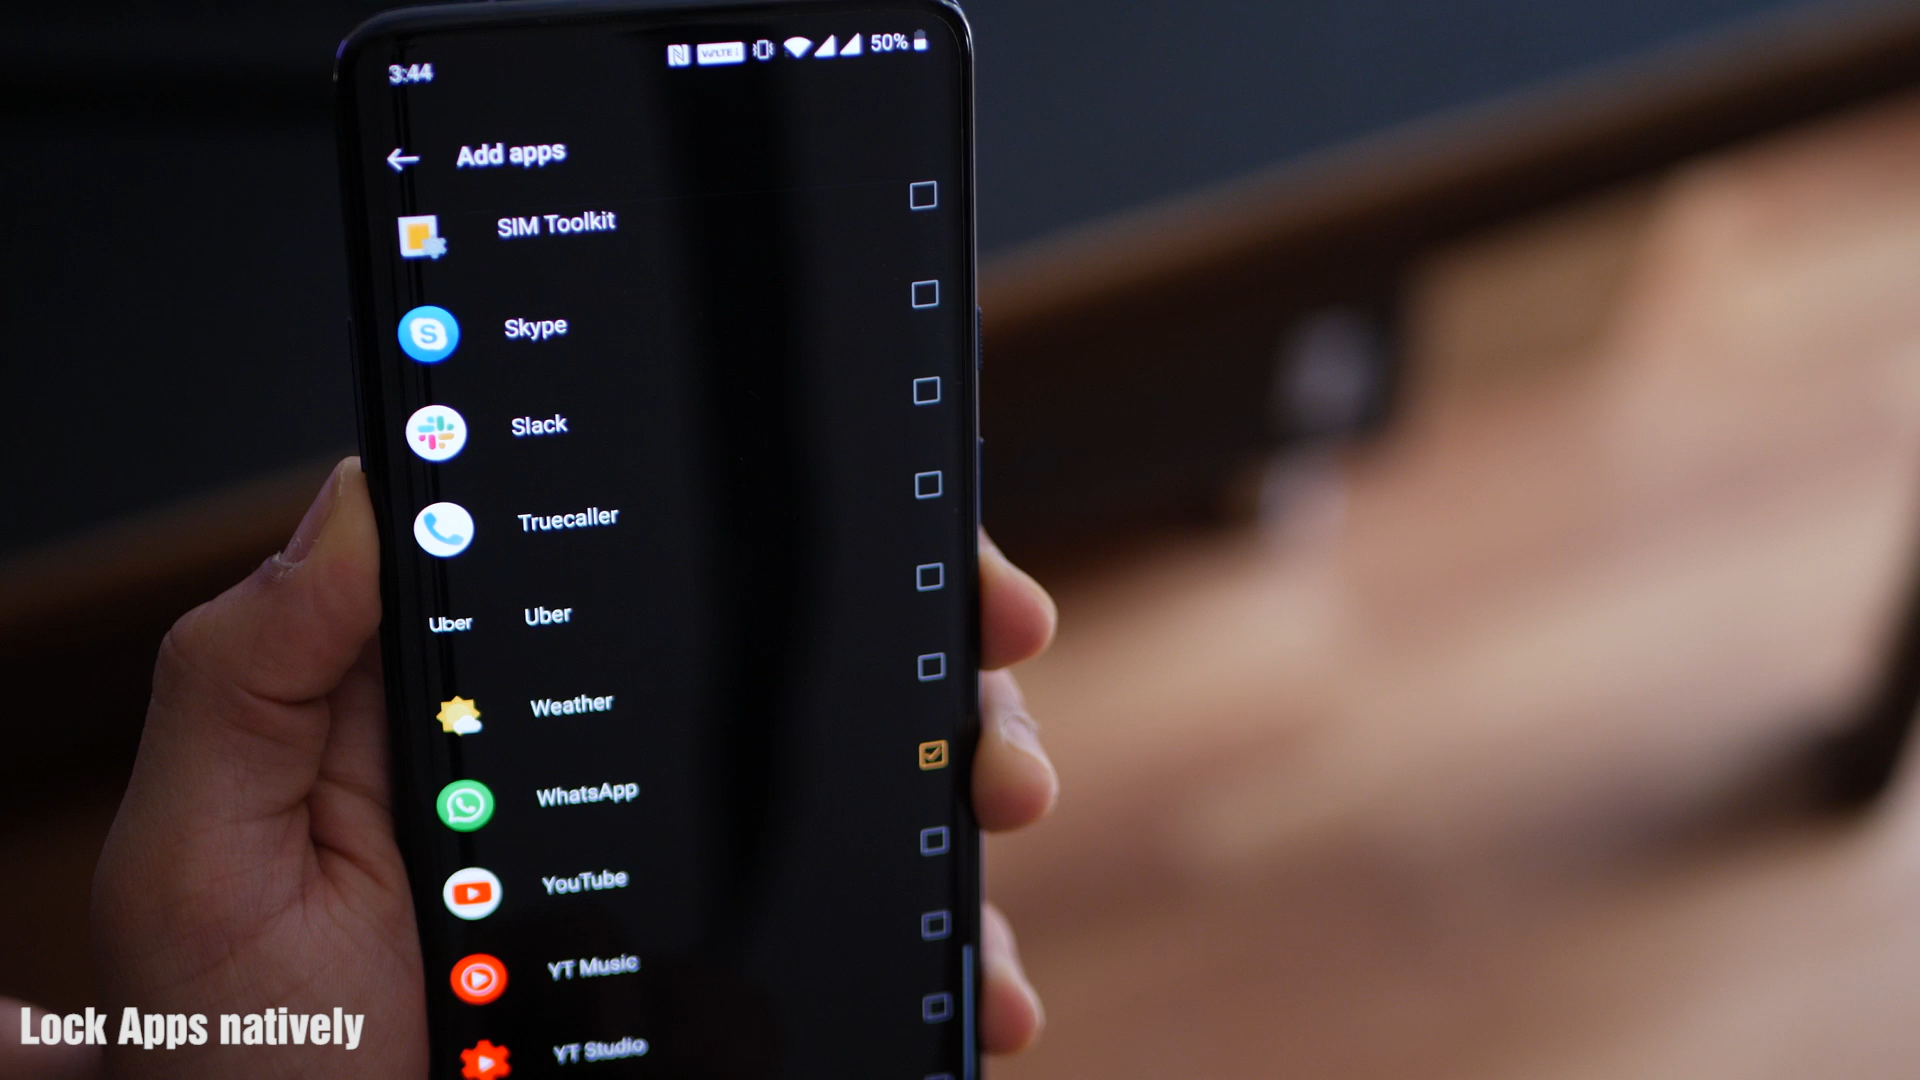 3:44
VoLTE 50%
Add apps
SIM Toolkit
Skype
Slack
Truecaller
Uber Uber
Weather
WhatsApp
YouTube
YT Music
YT Studio
Lock Apps natively